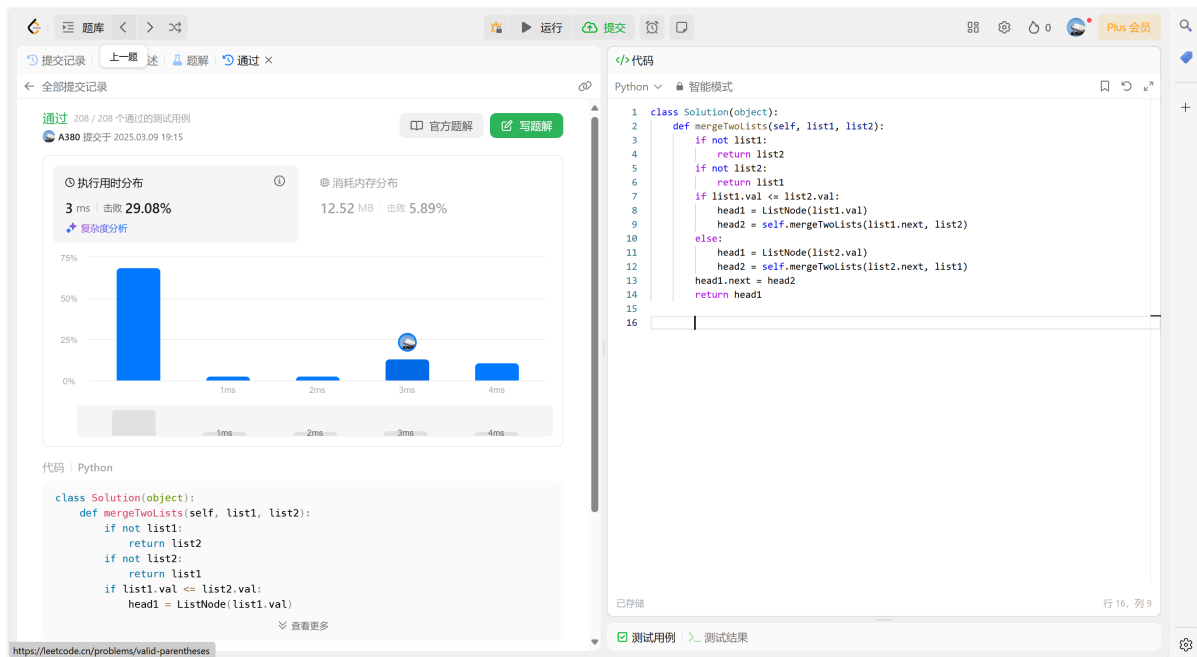 题库
运行
提交
0
Plus 会员
提交记录
上一题
述
题解
通过
全部提交记录
通过 208 / 208 个通过的测试用例
A380 提交于 2025.03.09 19:15
官方题解
写题解
执行用时分布
3 ms 击败 29.08%
复杂度分析
消耗内存分布
12.52 MB 击败 5.89%
75%
50%
25%
0%
1ms 2ms 3ms 4ms
1ms 2ms 3ms 4ms
代码 Python
class Solution(object):
    def mergeTwoLists(self, list1, list2):
        if not list1:
            return list2
        if not list2:
            return list1
        if list1.val <= list2.val:
            head1 = ListNode(list1.val)
查看更多
https://leetcode.cn/problems/valid-parentheses
</> 代码
Python 智能模式
1 class Solution(object):
2     def mergeTwoLists(self, list1, list2):
3         if not list1:
4             return list2
5         if not list2:
6             return list1
7         if list1.val <= list2.val:
8             head1 = ListNode(list1.val)
9             head2 = self.mergeTwoLists(list1.next, list2)
10         else:
11             head1 = ListNode(list2.val)
12             head2 = self.mergeTwoLists(list2.next, list1)
13         head1.next = head2
14         return head1
15
16
已存储
行 16, 列 9
测试用例
测试结果